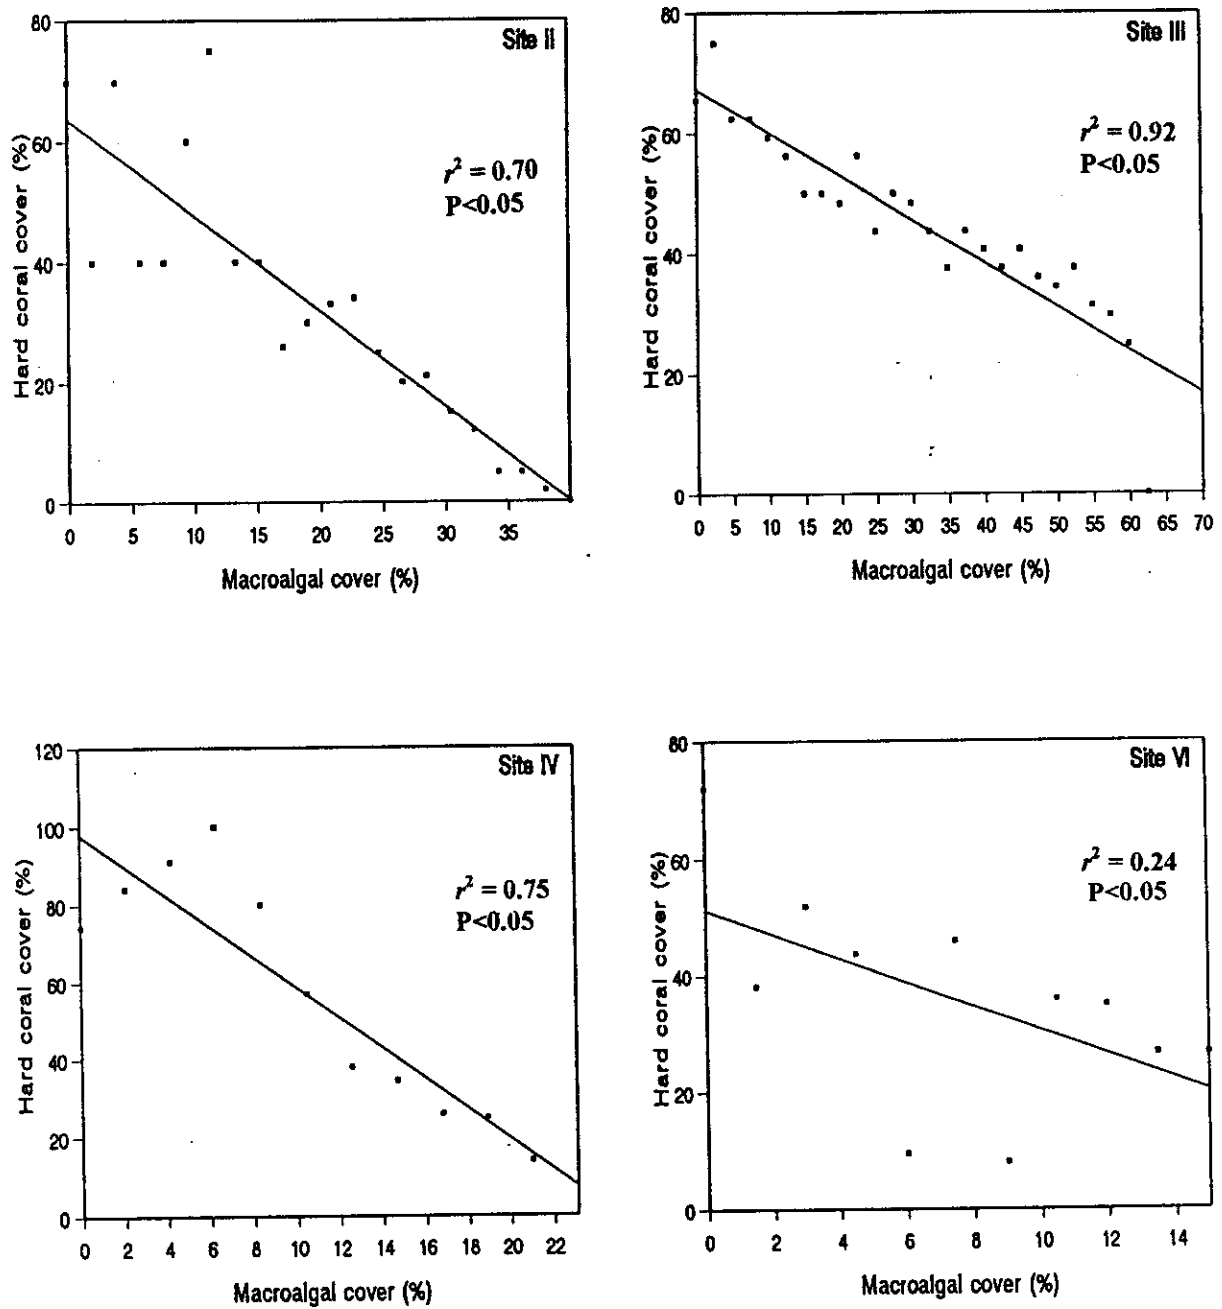 Site II
r² = 0.70
P<0.05
Hard coral cover (%)
80
60
40
20
0
0 5 10 15 20 25 30 35
Macroalgal cover (%)
Site III
r² = 0.92
P<0.05
Hard coral cover (%)
80
60
40
20
0
0 5 10 15 20 25 30 35 40 45 50 55 60 65 70
Macroalgal cover (%)
Site IV
r² = 0.75
P<0.05
Hard coral cover (%)
120
100
80
60
40
20
0
0 2 4 6 8 10 12 14 16 18 20 22
Macroalgal cover (%)
Site VI
r² = 0.24
P<0.05
Hard coral cover (%)
80
60
40
20
0
0 2 4 6 8 10 12 14
Macroalgal cover (%)